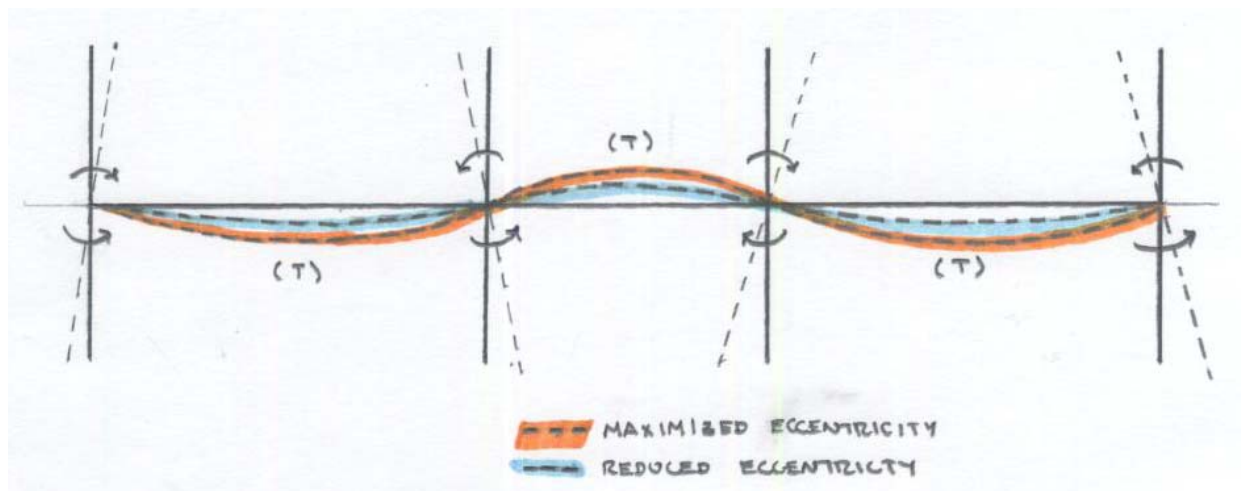 (T)
(T)
(T)
MAXIMIZED ECCENTRICITY
REDUCED ECCENTRICTY